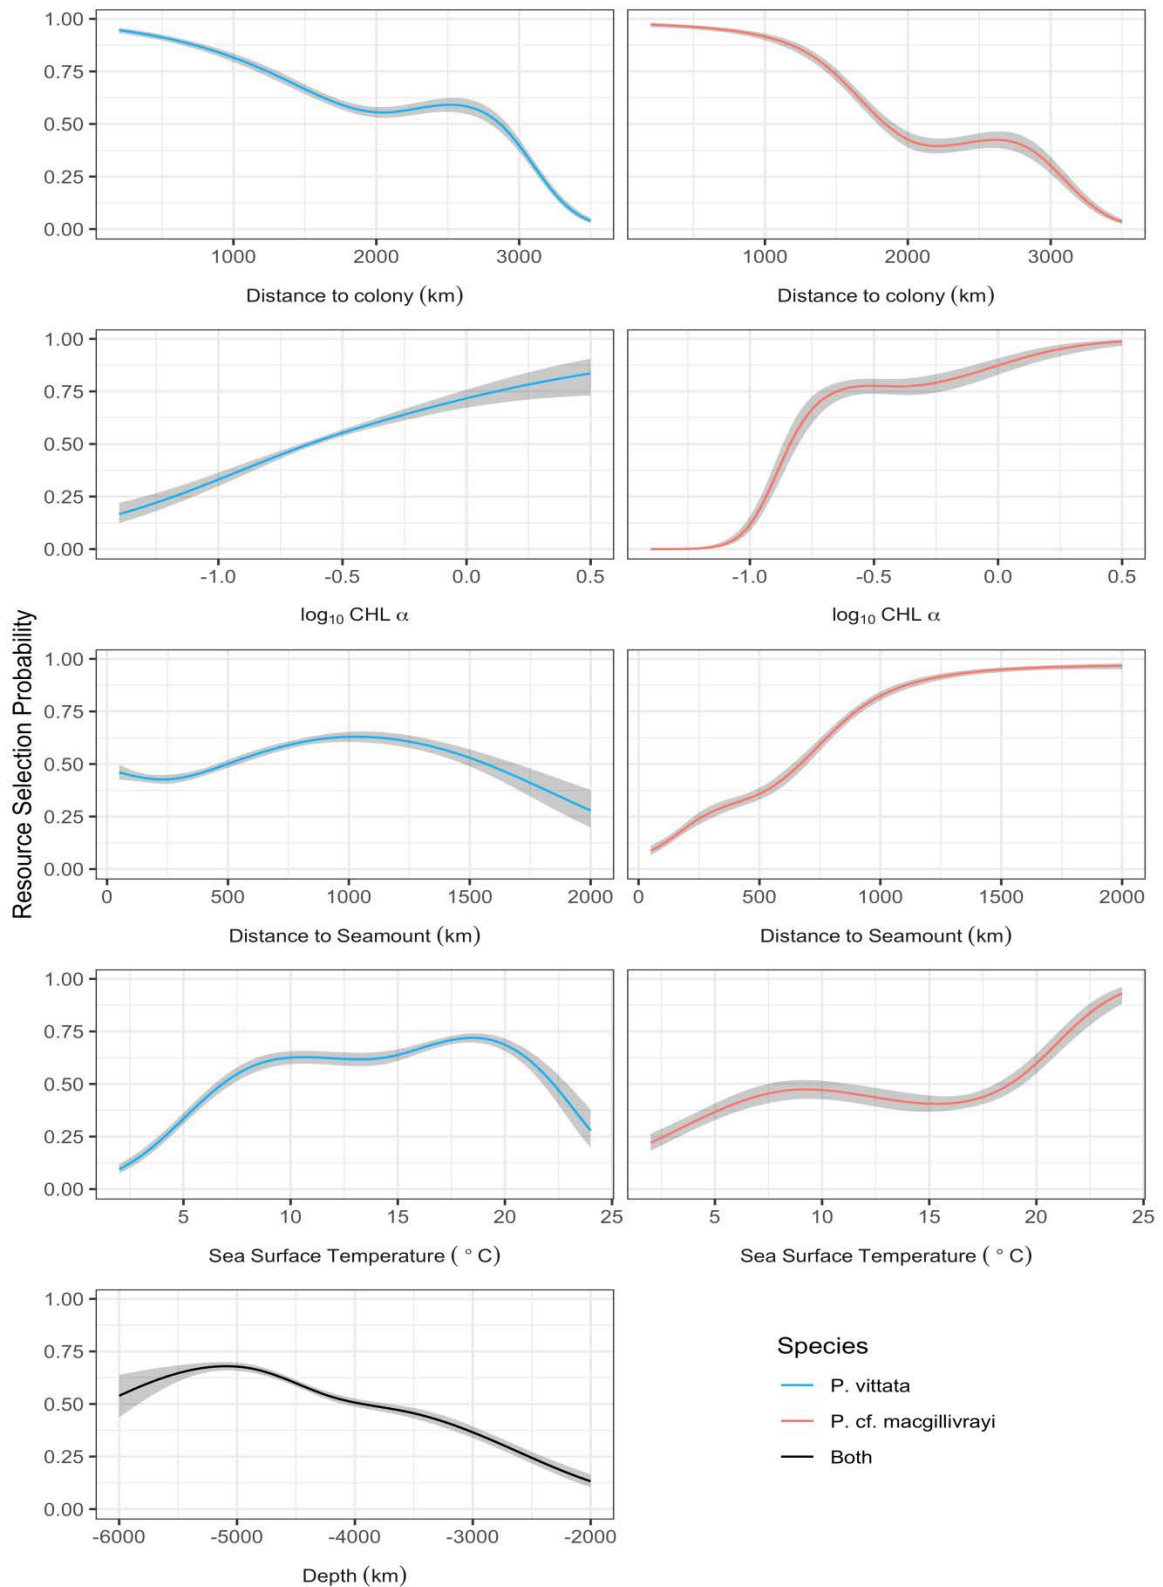 Resource Selection Probability
1.00
0.75
0.50
0.25
0.00
1000 2000 3000
Distance to colony (km)
1000 2000 3000
Distance to colony (km)
1.00
0.75
0.50
0.25
0.00
-1.0 -0.5 0.0 0.5
log₁₀ CHL α
-1.0 -0.5 0.0 0.5
log₁₀ CHL α
1.00
0.75
0.50
0.25
0.00
0 500 1000 1500 2000
Distance to Seamount (km)
0 500 1000 1500 2000
Distance to Seamount (km)
1.00
0.75
0.50
0.25
0.00
5 10 15 20 25
Sea Surface Temperature ( ° C)
5 10 15 20 25
Sea Surface Temperature ( ° C)
1.00
0.75
0.50
0.25
0.00
-6000 -5000 -4000 -3000 -2000
Depth (km)
Species
P. vittata
P. cf. macgillivrayi
Both